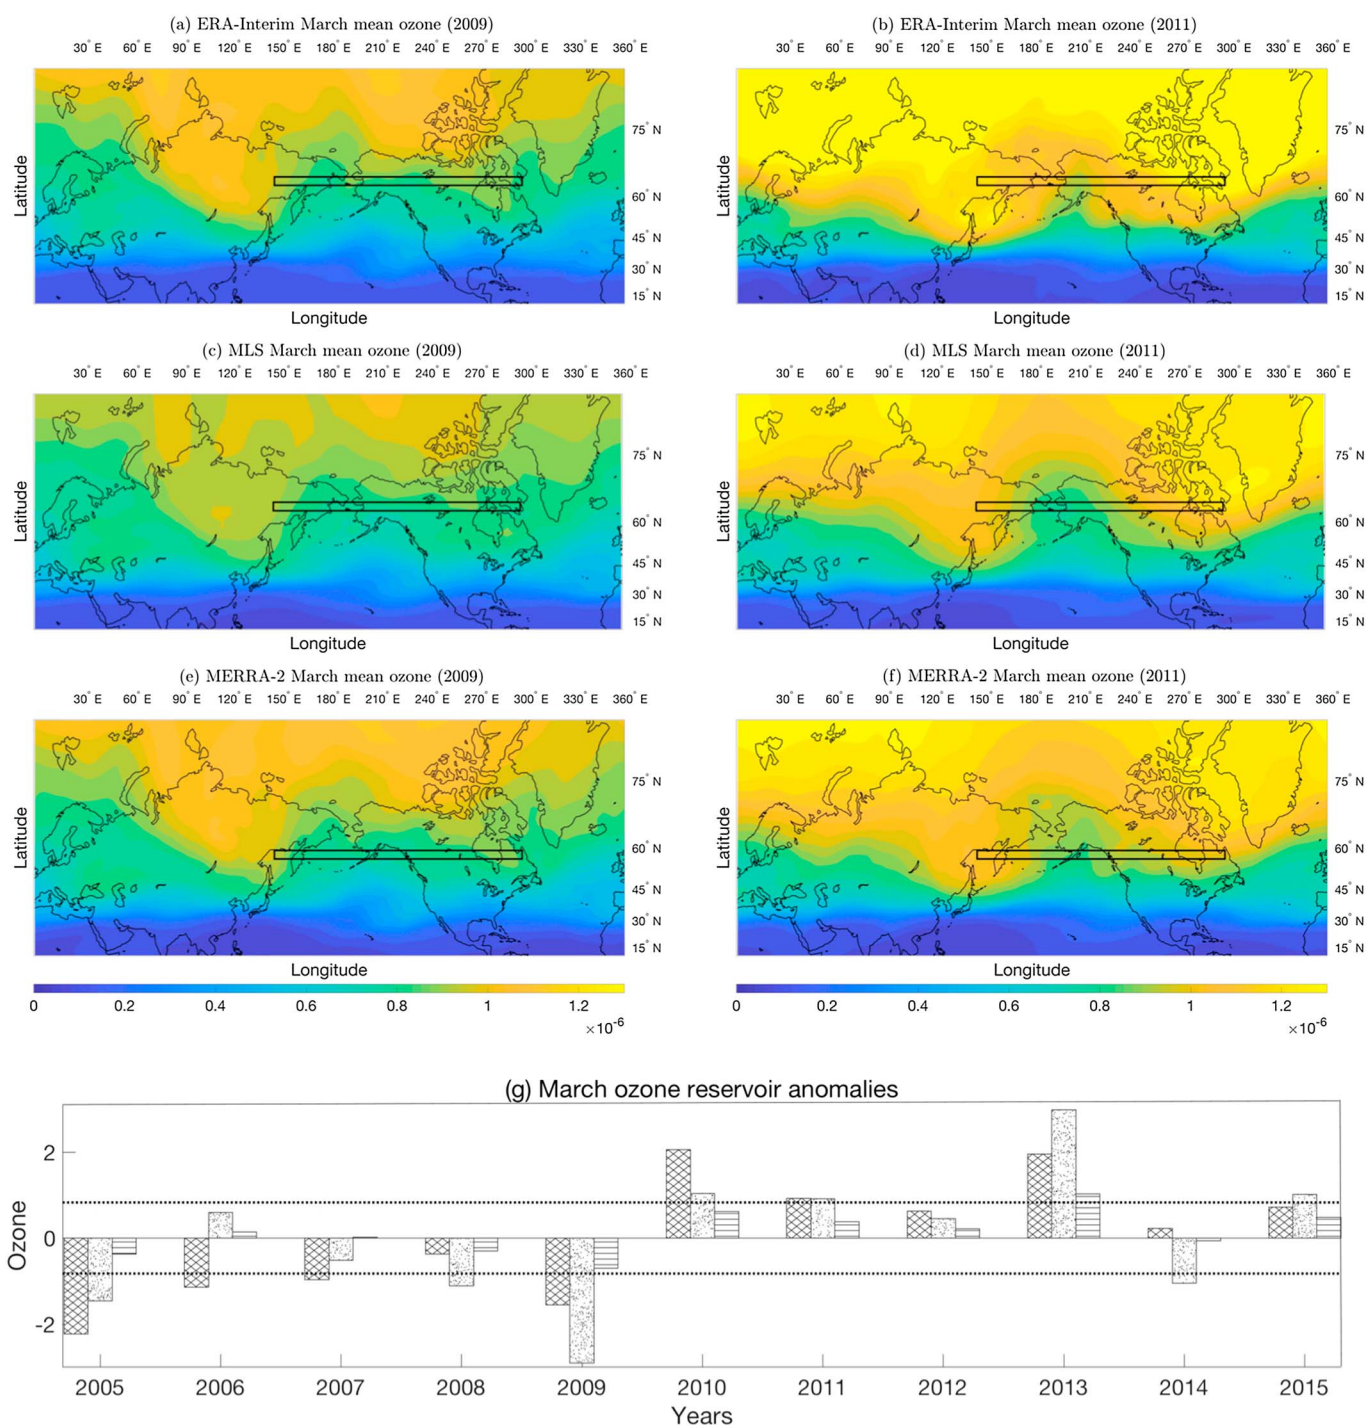 (a) ERA-Interim March mean ozone (2009)
30° E 60° E 90° E 120° E 150° E 180° E 210° E 240° E 270° E 300° E 330° E 360° E
75° N
60° N
45° N
30° N
15° N
Latitude
Longitude
(b) ERA-Interim March mean ozone (2011)
30° E 60° E 90° E 120° E 150° E 180° E 210° E 240° E 270° E 300° E 330° E 360° E
75° N
60° N
45° N
30° N
15° N
Latitude
Longitude
(c) MLS March mean ozone (2009)
30° E 60° E 90° E 120° E 150° E 180° E 210° E 240° E 270° E 300° E 330° E 360° E
75° N
60° N
45° N
30° N
15° N
Latitude
Longitude
(d) MLS March mean ozone (2011)
30° E 60° E 90° E 120° E 150° E 180° E 210° E 240° E 270° E 300° E 330° E 360° E
75° N
60° N
45° N
30° N
15° N
Latitude
Longitude
(e) MERRA-2 March mean ozone (2009)
30° E 60° E 90° E 120° E 150° E 180° E 210° E 240° E 270° E 300° E 330° E 360° E
75° N
60° N
45° N
30° N
15° N
Latitude
Longitude
0 0.2 0.4 0.6 0.8 1 1.2
×10⁻⁶
(f) MERRA-2 March mean ozone (2011)
30° E 60° E 90° E 120° E 150° E 180° E 210° E 240° E 270° E 300° E 330° E 360° E
75° N
60° N
45° N
30° N
15° N
Latitude
Longitude
0 0.2 0.4 0.6 0.8 1 1.2
×10⁻⁶
(g) March ozone reservoir anomalies
2
0
-2
Ozone
2005 2006 2007 2008 2009 2010 2011 2012 2013 2014 2015
Years